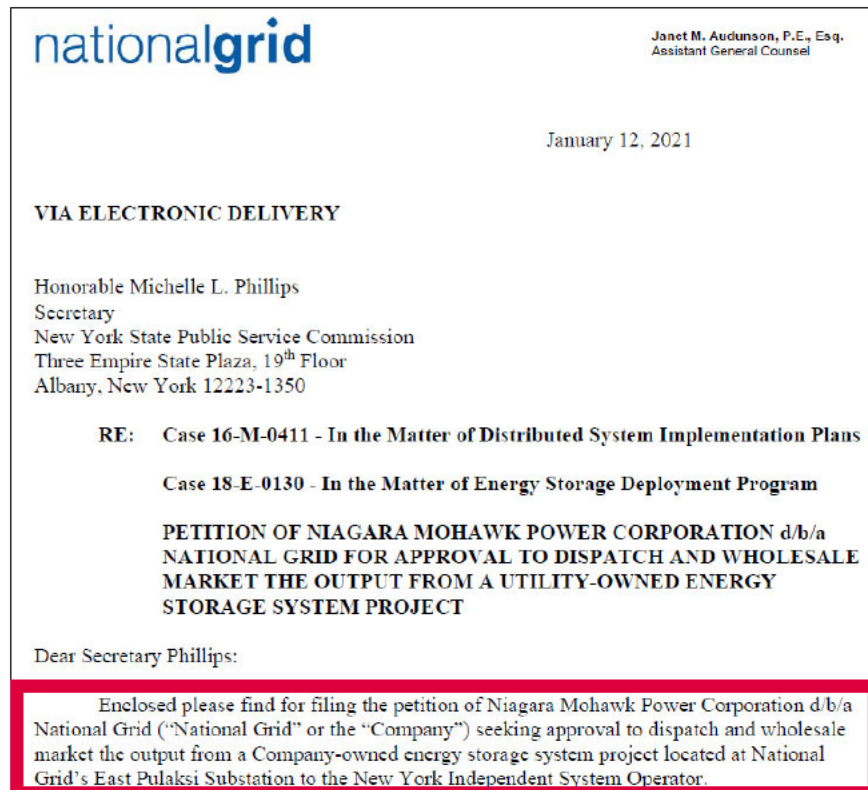 nationalgrid
Janet M. Audunson, P.E., Esq.
Assistant General Counsel
January 12, 2021
VIA ELECTRONIC DELIVERY
Honorable Michelle L. Phillips
Secretary
New York State Public Service Commission
Three Empire State Plaza, 19th Floor
Albany, New York 12223-1350
RE: Case 16-M-0411 - In the Matter of Distributed System Implementation Plans
Case 18-E-0130 - In the Matter of Energy Storage Deployment Program
PETITION OF NIAGARA MOHAWK POWER CORPORATION d/b/a
NATIONAL GRID FOR APPROVAL TO DISPATCH AND WHOLESALE
MARKET THE OUTPUT FROM A UTILITY-OWNED ENERGY
STORAGE SYSTEM PROJECT
Dear Secretary Phillips:
Enclosed please find for filing the petition of Niagara Mohawk Power Corporation d/b/a
National Grid (“National Grid” or the “Company”) seeking approval to dispatch and wholesale
market the output from a Company-owned energy storage system project located at National
Grid’s East Pulaksi Substation to the New York Independent System Operator.